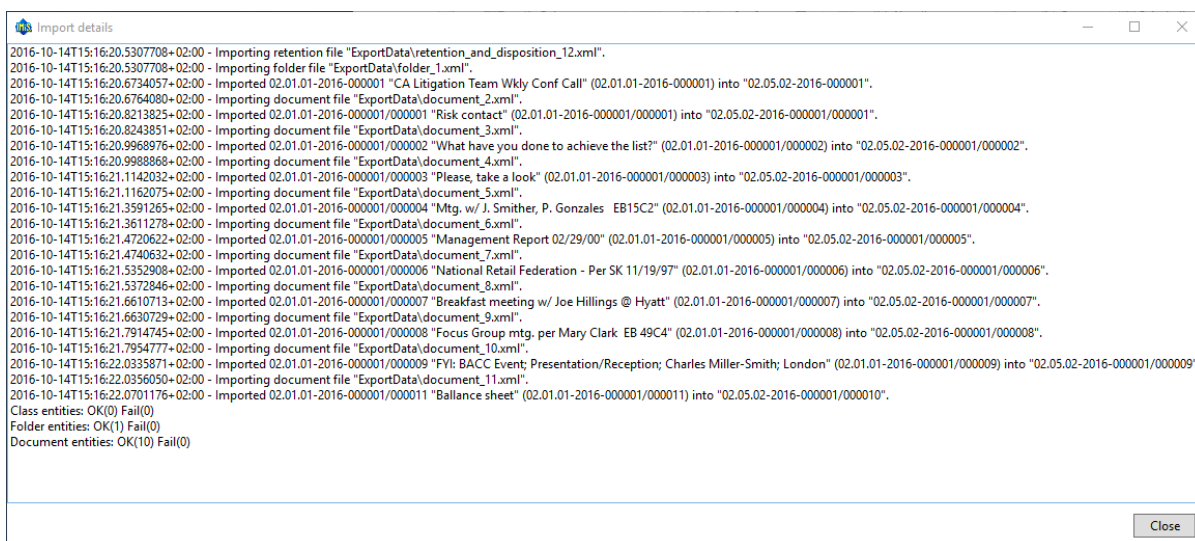 Import details
2016-10-14T15:16:20.5307708+02:00 - Importing retention file "ExportData\retention_and_disposition_12.xml".
2016-10-14T15:16:20.5307708+02:00 - Importing folder file "ExportData\folder_1.xml".
2016-10-14T15:16:20.6734057+02:00 - Imported 02.01.01-2016-000001 "CA Litigation Team Wkly Conf Call" (02.01.01-2016-000001) into "02.05.02-2016-000001".
2016-10-14T15:16:20.6764080+02:00 - Importing document file "ExportData\document_2.xml".
2016-10-14T15:16:20.8213825+02:00 - Imported 02.01.01-2016-000001/000001 "Risk contact" (02.01.01-2016-000001/000001) into "02.05.02-2016-000001/000001".
2016-10-14T15:16:20.8243851+02:00 - Importing document file "ExportData\document_3.xml".
2016-10-14T15:16:20.9968976+02:00 - Imported 02.01.01-2016-000001/000002 "What have you done to achieve the list?" (02.01.01-2016-000001/000002) into "02.05.02-2016-000001/000002".
2016-10-14T15:16:20.9988868+02:00 - Importing document file "ExportData\document_4.xml".
2016-10-14T15:16:21.1142032+02:00 - Imported 02.01.01-2016-000001/000003 "Please, take a look" (02.01.01-2016-000001/000003) into "02.05.02-2016-000001/000003".
2016-10-14T15:16:21.1162075+02:00 - Importing document file "ExportData\document_5.xml".
2016-10-14T15:16:21.3591265+02:00 - Imported 02.01.01-2016-000001/000004 "Mtg. w/ J. Smither, P. Gonzales   EB15C2" (02.01.01-2016-000001/000004) into "02.05.02-2016-000001/000004".
2016-10-14T15:16:21.3611278+02:00 - Importing document file "ExportData\document_6.xml".
2016-10-14T15:16:21.4720622+02:00 - Imported 02.01.01-2016-000001/000005 "Management Report 02/29/00" (02.01.01-2016-000001/000005) into "02.05.02-2016-000001/000005".
2016-10-14T15:16:21.4740632+02:00 - Importing document file "ExportData\document_7.xml".
2016-10-14T15:16:21.5352908+02:00 - Imported 02.01.01-2016-000001/000006 "National Retail Federation - Per SK 11/19/97" (02.01.01-2016-000001/000006) into "02.05.02-2016-000001/000006".
2016-10-14T15:16:21.5372846+02:00 - Importing document file "ExportData\document_8.xml".
2016-10-14T15:16:21.6610713+02:00 - Imported 02.01.01-2016-000001/000007 "Breakfast meeting w/ Joe Hillings @ Hyatt" (02.01.01-2016-000001/000007) into "02.05.02-2016-000001/000007".
2016-10-14T15:16:21.6630729+02:00 - Importing document file "ExportData\document_9.xml".
2016-10-14T15:16:21.7914745+02:00 - Imported 02.01.01-2016-000001/000008 "Focus Group mtg. per Mary Clark  EB 49C4" (02.01.01-2016-000001/000008) into "02.05.02-2016-000001/000008".
2016-10-14T15:16:21.7954777+02:00 - Importing document file "ExportData\document_10.xml".
2016-10-14T15:16:22.0335871+02:00 - Imported 02.01.01-2016-000001/000009 "FYI: BACC Event; Presentation/Reception; Charles Miller-Smith; London" (02.01.01-2016-000001/000009) into "02.05.02-2016-000001/000009"
2016-10-14T15:16:22.0356050+02:00 - Importing document file "ExportData\document_11.xml".
2016-10-14T15:16:22.0701176+02:00 - Imported 02.01.01-2016-000001/000011 "Ballance sheet" (02.01.01-2016-000001/000011) into "02.05.02-2016-000001/000010".
Class entities: OK(0) Fail(0)
Folder entities: OK(1) Fail(0)
Document entities: OK(10) Fail(0)
Close